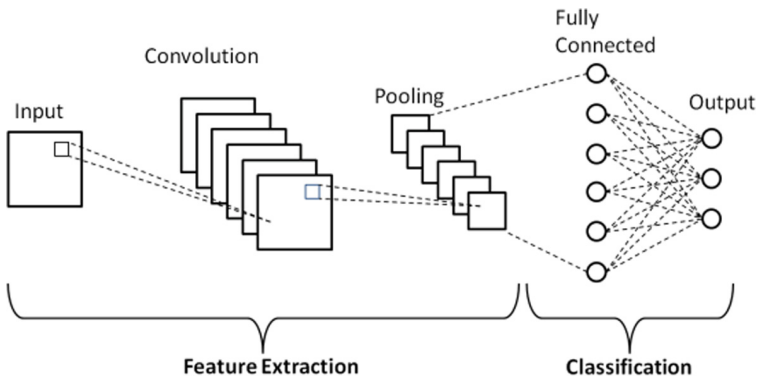 Fully
Connected
Convolution
Pooling
Output
Input
Feature Extraction
Classification